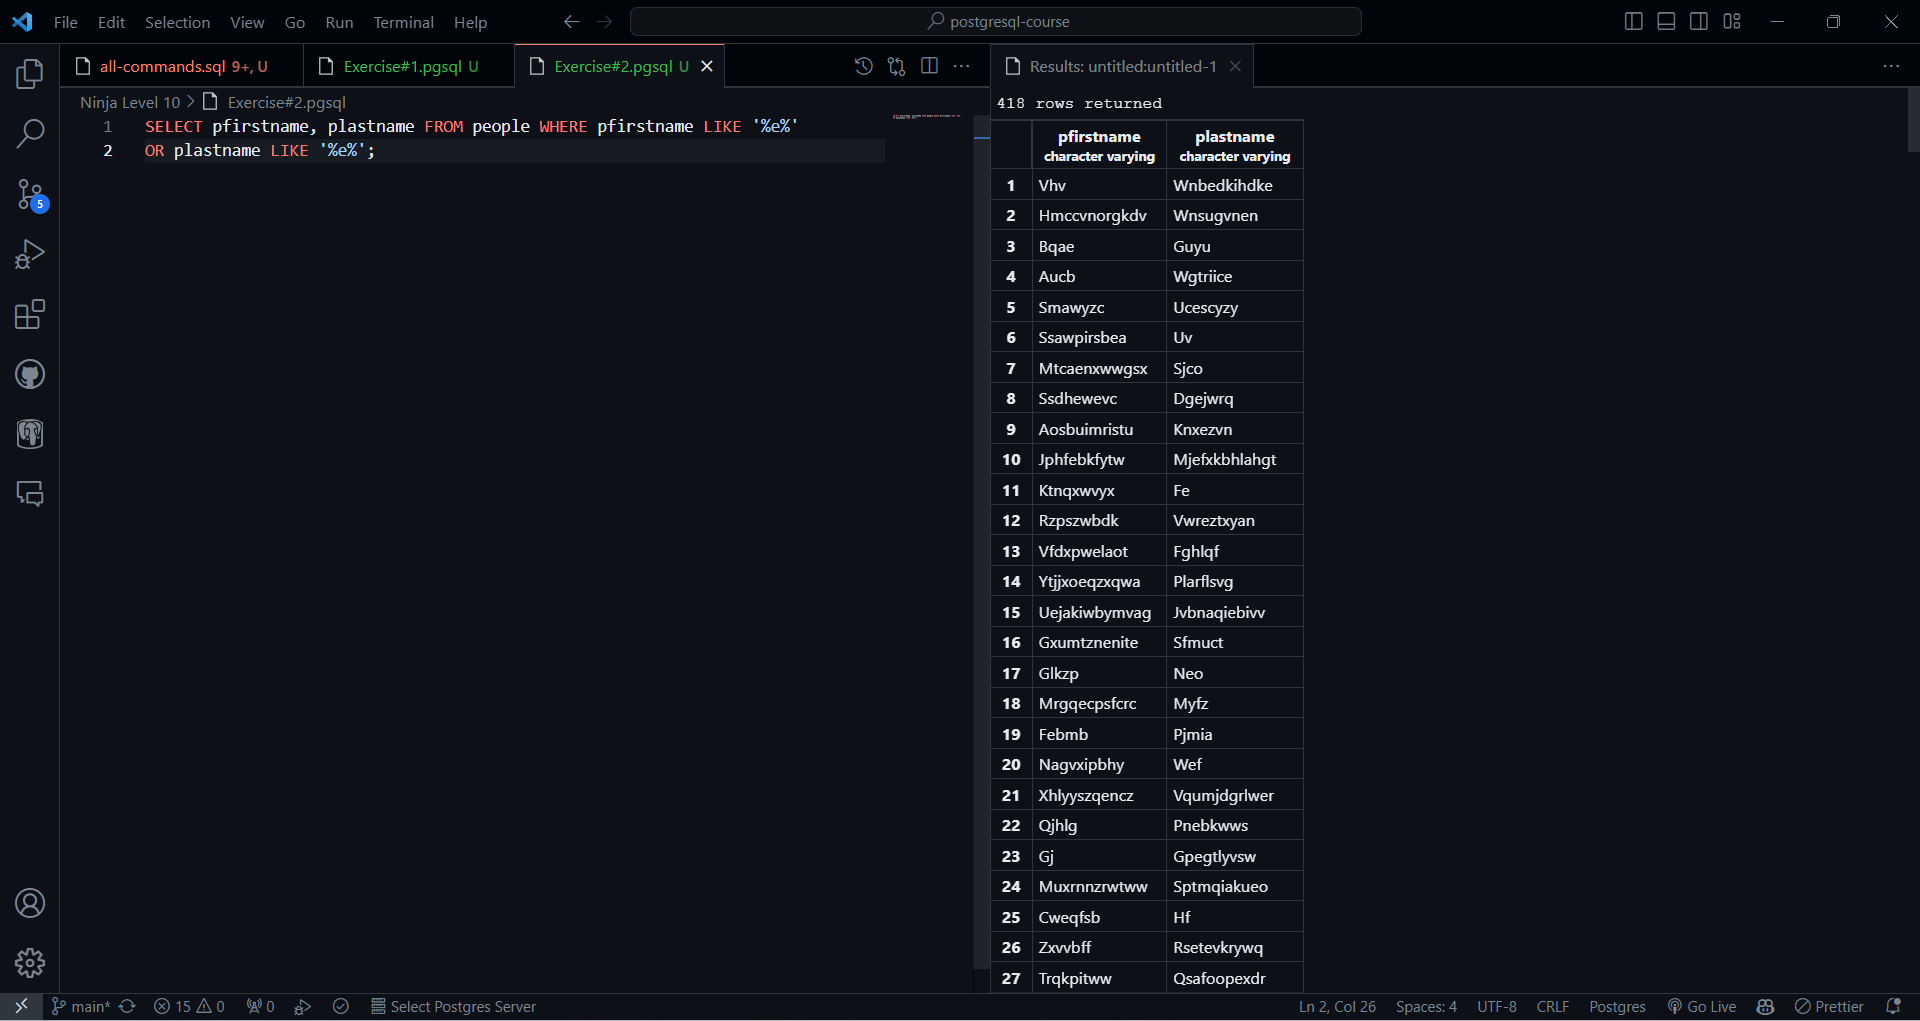 File Edit Selection View Go Run Terminal Help
postgresql-course
all-commands.sql 9+, U
Exercise#1.pgsql U
Exercise#2.pgsql U
Results: untitled:untitled-1
Ninja Level 10 > Exercise#2.pgsql
1 SELECT pfirstname, plastname FROM people WHERE pfirstname LIKE '%e%'
2 OR plastname LIKE '%e%';
5
418 rows returned
pfirstname plastname
character varying character varying
1 Vhv Wnbedkihdke
2 Hmccvnorgkdv Wnsugvnen
3 Bqae Guyu
4 Aucb Wgtriice
5 Smawyzc Ucescyzy
6 Ssawpirsbea Uv
7 Mtcaenxwwgsx Sjco
8 Ssdhewevc Dgejwrq
9 Aosbuimristu Knxezvn
10 Jphfebkfytw Mjefxkbhlahgt
11 Ktnqxwvyx Fe
12 Rzpszwbdk Vwreztxyan
13 Vfdxpwelaot Fghlqf
14 Ytjjxoeqzxqwa Plarflsvg
15 Uejakiwbymvag Jvbnaqiebivv
16 Gxumtznenite Sfmuct
17 Glkzp Neo
18 Mrgqecpsfcrc Myfz
19 Febmb Pjmia
20 Nagvxipbhy Wef
21 Xhlyyszqencz Vqumjdgrlwer
22 Qjhlg Pnebkwws
23 Gj Gpegtlyvsw
24 Muxrnnzrwtww Sptmqiakueo
25 Cweqfsb Hf
26 Zxvvbff Rsetevkrywq
27 Trqkpitww Qsafoopexdr
main* 15 0 0 Select Postgres Server Ln 2, Col 26 Spaces: 4 UTF-8 CRLF Postgres Go Live Prettier